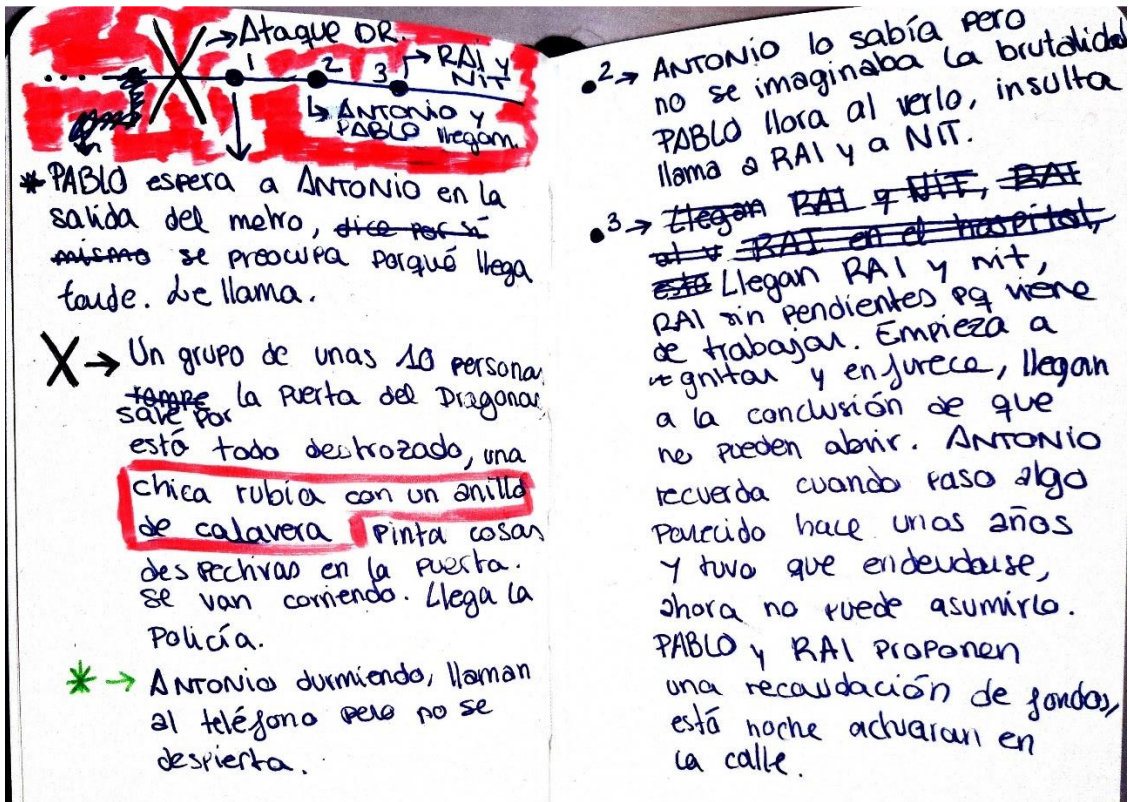 → Ataque DR.
... 1 2 3 → RAI y NIT
↳ ANTONIO y
PABLO llegan.
* PABLO espera a ANTONIO en la
salida del metro, dice por sí
mismo se preocupa porqué llega
tarde. Le llama.
X → Un grupo de unas 10 persona
rompe la puerta del Dragona
sale por
está todo destrozado, una
chica rubia con un anillo
de calavera pinta cosas
despectivas en la puerta.
se van corriendo. Llega la
Policía.
* → ANTONIO durmiendo, llaman
al teléfono pero no se
despierta.
•2→ ANTONIO lo sabía pero
no se imaginaba la brutalidad
PABLO llora al verlo, insulta
llama a RAI y a NIT.
•3→ Llegan RAI y NIT, RAI
al v RAI en el hospital,
está Llegan RAI y nit,
RAI sin pendientes pq viene
de trabajar. Empieza a
gritar y enfurece, llegan
a la conclusión de que
no pueden abrir. ANTONIO
recuerda cuando paso algo
parecido hace unos años
y tuvo que endeudarse,
ahora no puede asumirlo.
PABLO y RAI proponen
una recaudación de fondos,
está noche actuaran en
la calle.